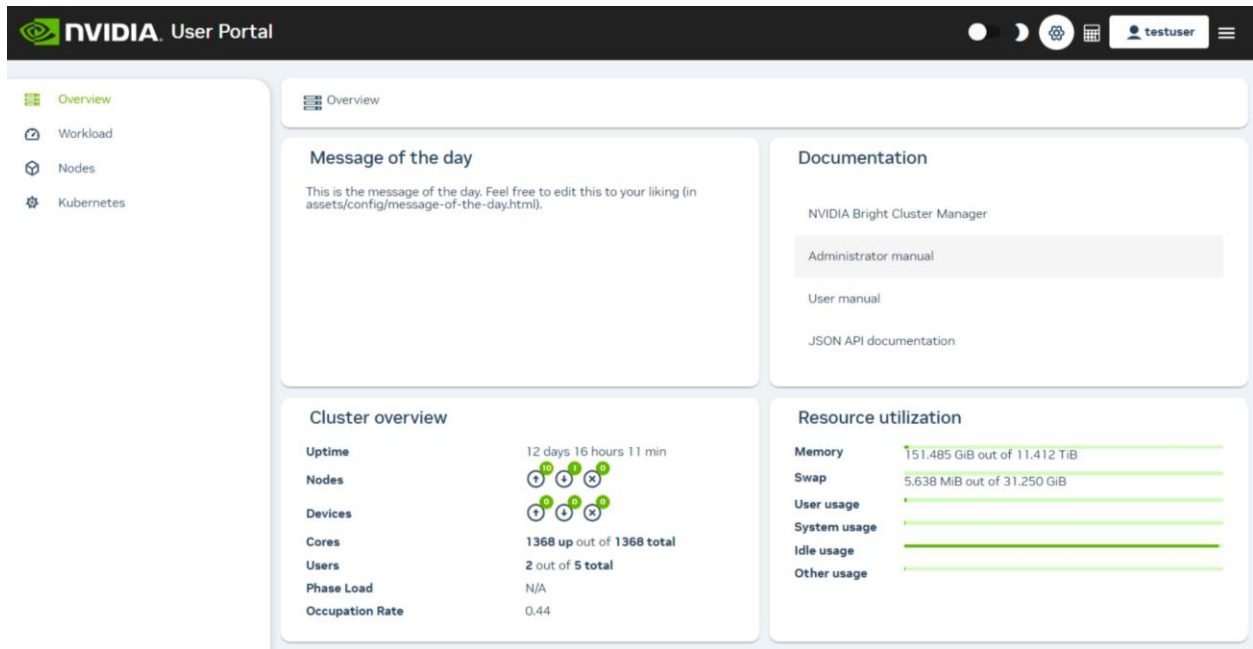 NVIDIA. User Portal
testuser
Overview
Workload
Nodes
Kubernetes
Overview
Message of the day
This is the message of the day. Feel free to edit this to your liking (in
assets/config/message-of-the-day.html).
Documentation
NVIDIA Bright Cluster Manager
Administrator manual
User manual
JSON API documentation
Cluster overview
Uptime 12 days 16 hours 11 min
Nodes 10 1 0
Devices 0 0 0
Cores 1368 up out of 1368 total
Users 2 out of 5 total
Phase Load N/A
Occupation Rate 0.44
Resource utilization
Memory 151.485 GiB out of 11.412 TiB
Swap 5.638 MiB out of 31.250 GiB
User usage
System usage
Idle usage
Other usage